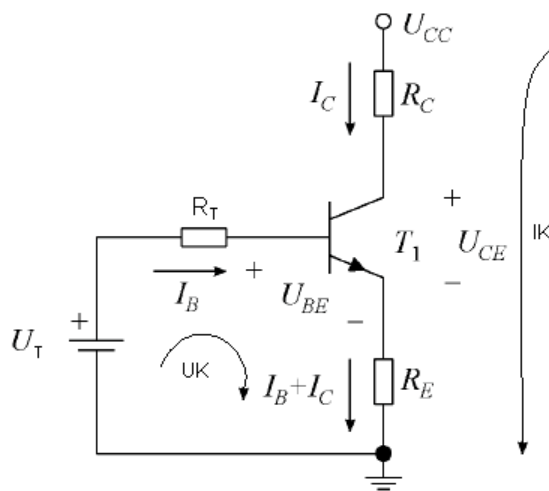 U_CC
I_C
R_C
R_T
+
T_1
U_CE
IK
I_B
+
U_BE
−
−
+
U_T
UK
I_B+I_C
R_E